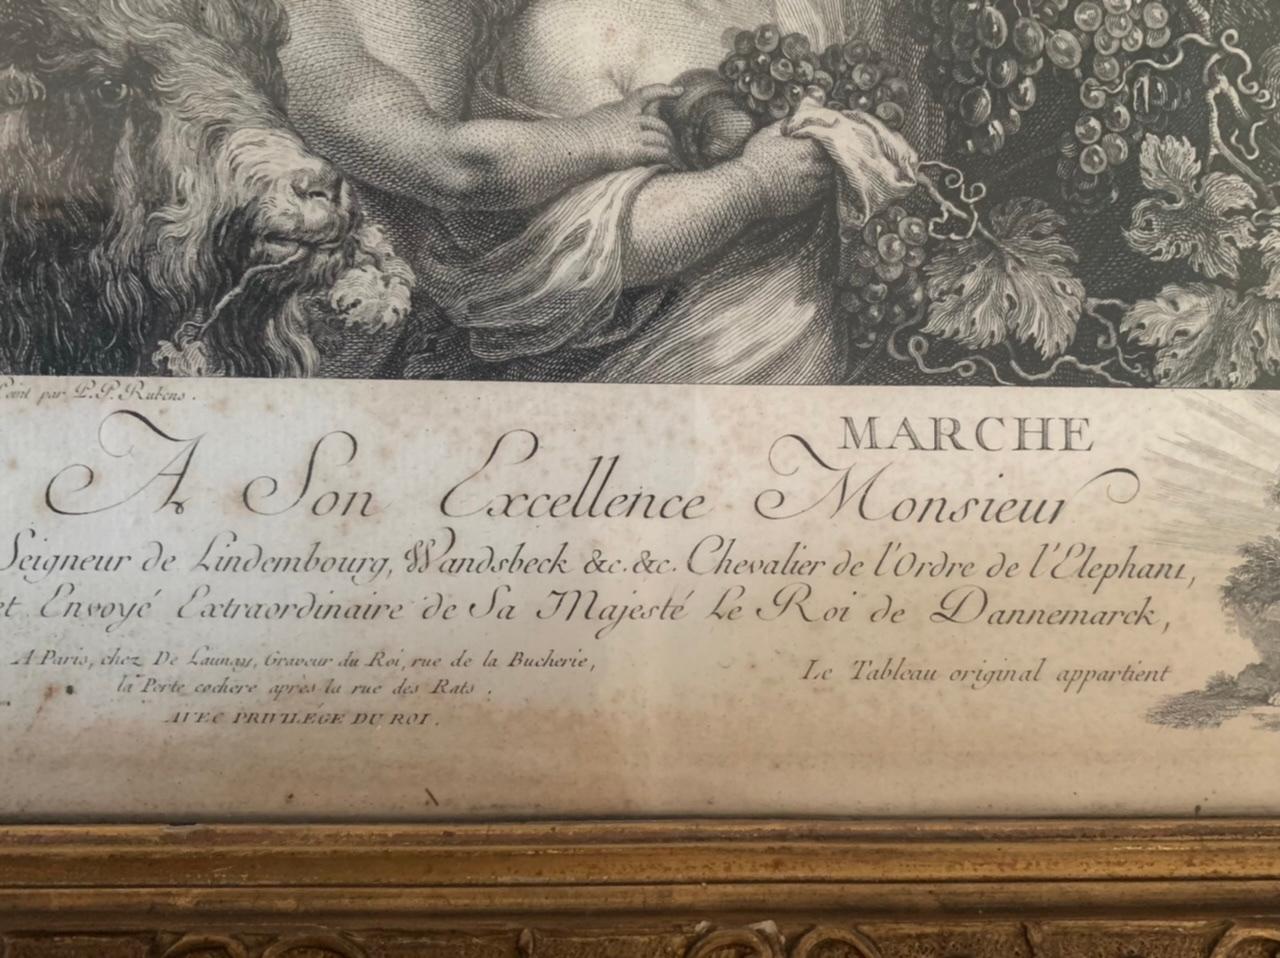 Peint par P. P. Rubens.
MARCHE
A Son Excellence Monsieur
Seigneur de Lindembourg, Wandsbeck &c. &c. Chevalier de l'Ordre de l'Elephant,
et Envoyé Extraordinaire de Sa Majesté Le Roi de Dannemarck,
A Paris, chez De Launay, Graveur du Roi, rue de la Bucherie,
la Porte cochere après la rue des Rats.
AVEC PRIVILÉGE DU ROI.
Le Tableau original appartient